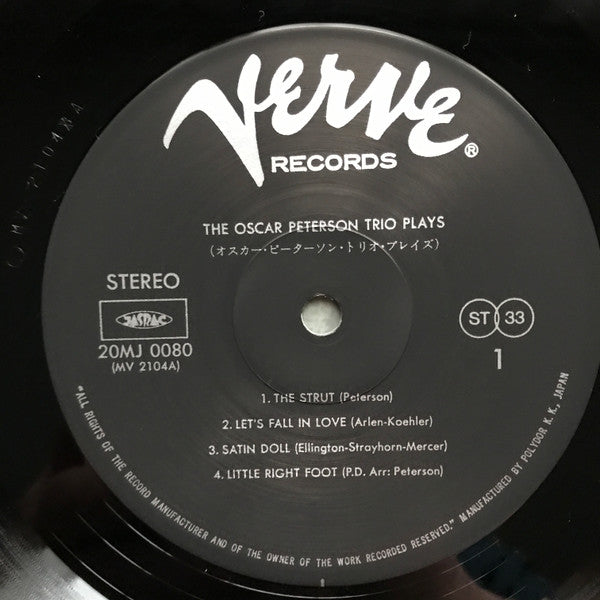 Verve®
RECORDS
THE OSCAR PETERSON TRIO PLAYS
(オスカー・ピーターソン・トリオ・プレイズ)
STEREO
JASRAC
20MJ 0080
(MV 2104A)
ST 33
1
1. THE STRUT (Peterson)
2. LET'S FALL IN LOVE (Arlen-Koehler)
3. SATIN DOLL (Ellington-Strayhorn-Mercer)
4. LITTLE RIGHT FOOT (P.D. Arr: Peterson)
"ALL RIGHTS OF THE RECORD MANUFACTURER AND OF THE OWNER OF THE WORK RECORDED RESERVED." MANUFACTURED BY POLYDOR K.K., JAPAN
MV 2104A